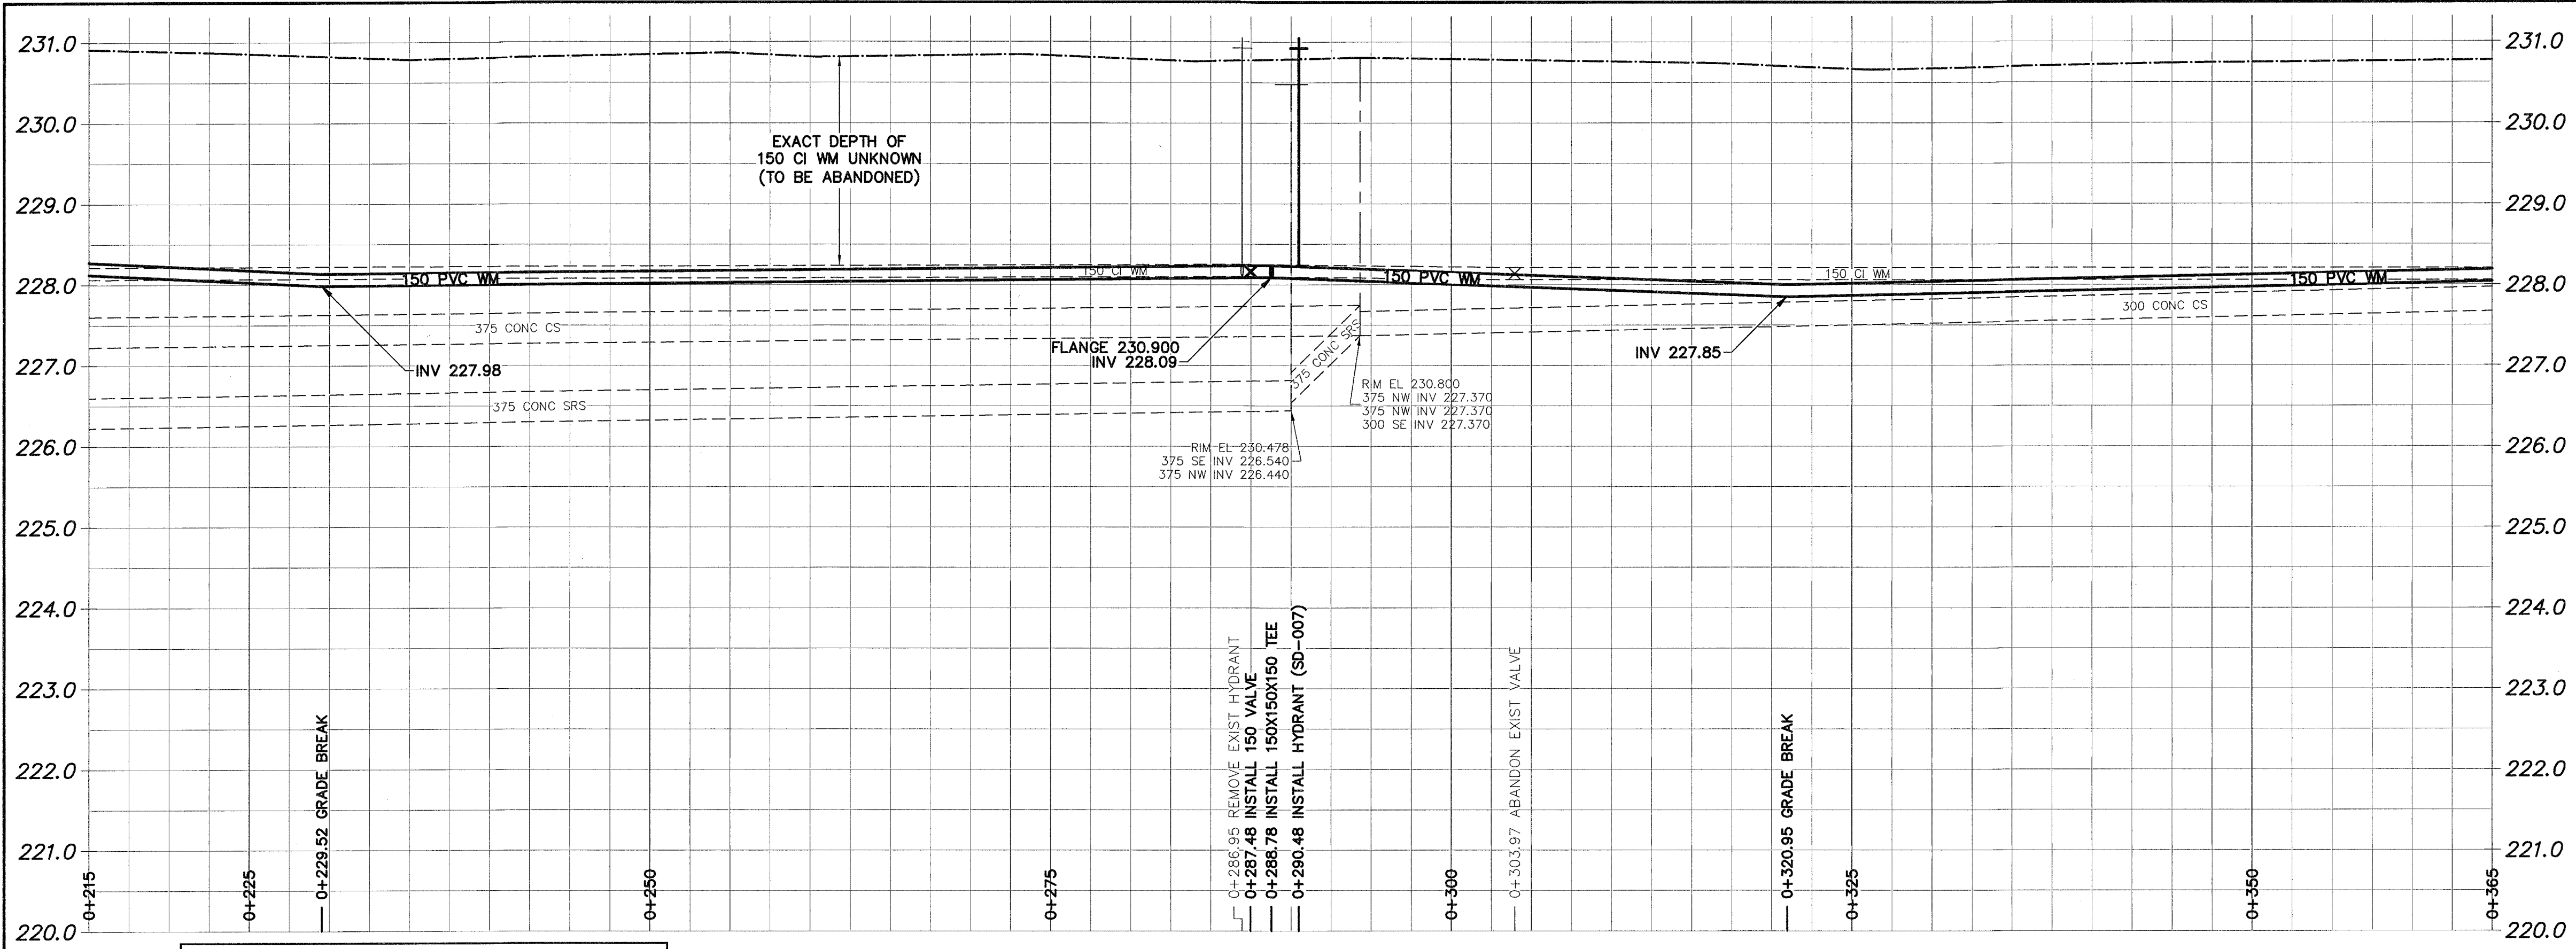 231.0
230.0
229.0
228.0
227.0
226.0
225.0
224.0
223.0
222.0
221.0
220.0
EXACT DEPTH OF
150 CI WM UNKNOWN
(TO BE ABANDONED)
150 PVC WM
150 CI WM
150 PVC WM
150 CI WM
150 PVC WM
375 CONC CS
300 CONC CS
INV 227.98
FLANGE 230.900
INV 228.09
375 CONC SRS
INV 227.85
375 CONC SRS
RIM EL 230.800
375 NW INV 227.370
375 NW INV 227.370
300 SE INV 227.370
RIM EL 230.478
375 SE INV 226.540
375 NW INV 226.440
0+215
0+225
0+229.52 GRADE BREAK
0+250
0+275
0+286.95 REMOVE EXIST HYDRANT
0+287.48 INSTALL 150 VALVE
0+288.78 INSTALL 150X150X150 TEE
0+290.48 INSTALL HYDRANT (SD-007)
0+300
0+303.97 ABANDON EXIST VALVE
0+320.95 GRADE BREAK
0+325
0+350
0+365
231.0
230.0
229.0
228.0
227.0
226.0
225.0
224.0
223.0
222.0
221.0
220.0